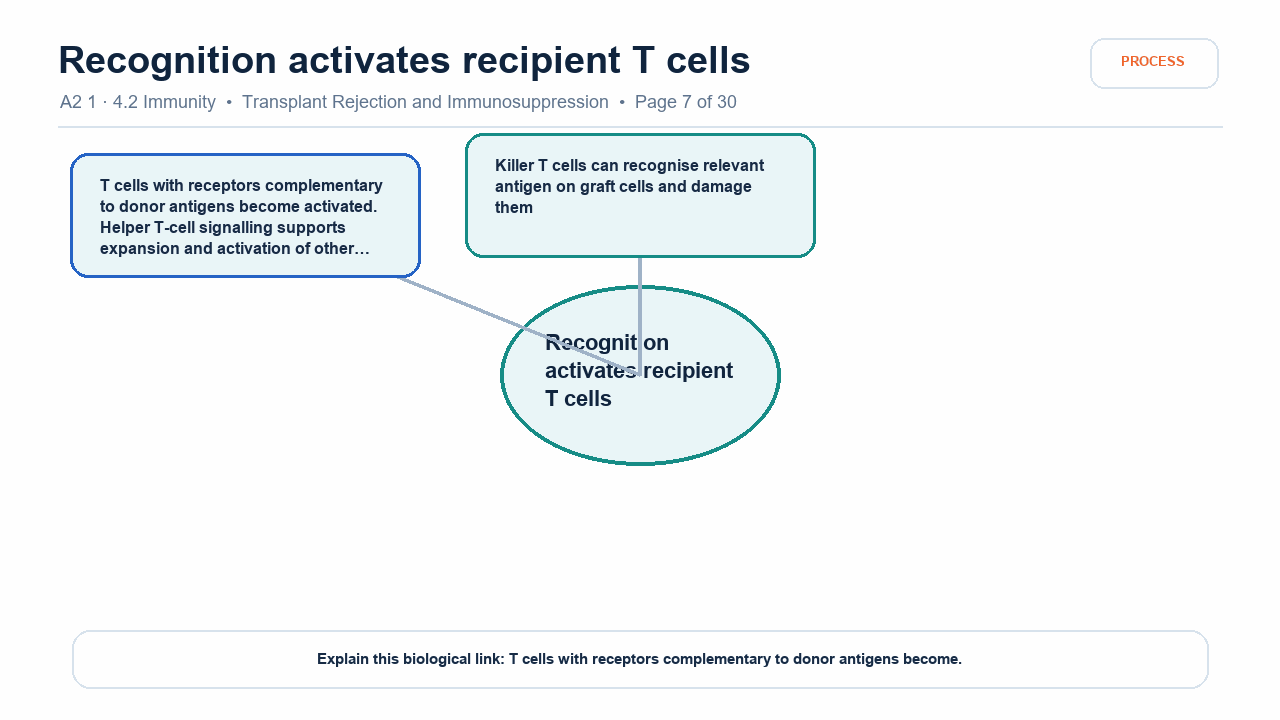 Recognition activates recipient T cells
PROCESS
A2 1 · 4.2 Immunity • Transplant Rejection and Immunosuppression • Page 7 of 30
T cells with receptors complementary
to donor antigens become activated.
Helper T-cell signalling supports
expansion and activation of other…
Killer T cells can recognise relevant
antigen on graft cells and damage
them
Recognition
activates recipient
T cells
Explain this biological link: T cells with receptors complementary to donor antigens become.